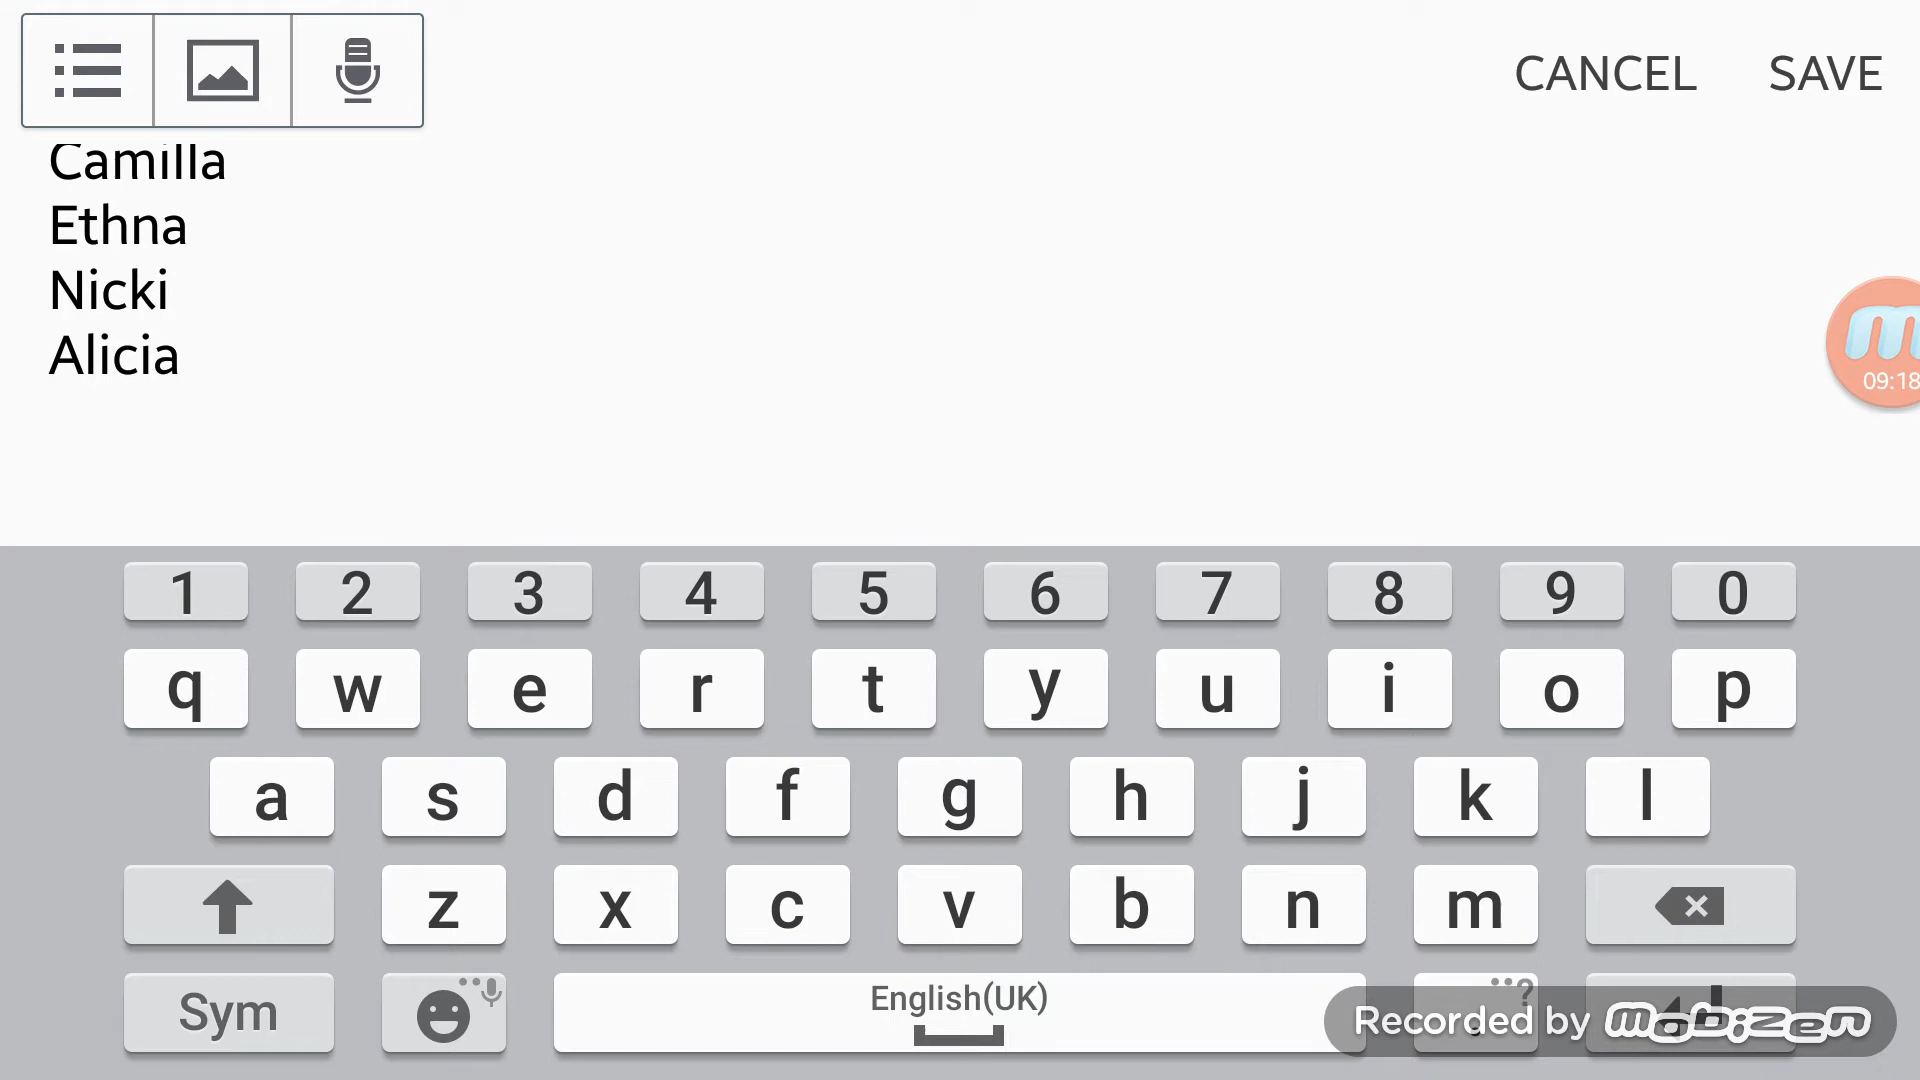 CANCEL SAVE
Camilla
Ethna
Nicki
Alicia
09:18
1 2 3 4 5 6 7 8 9 0
q w e r t y u i o p
a s d f g h j k l
z x c v b n m
Sym English(UK) . ?
Recorded by mobizen